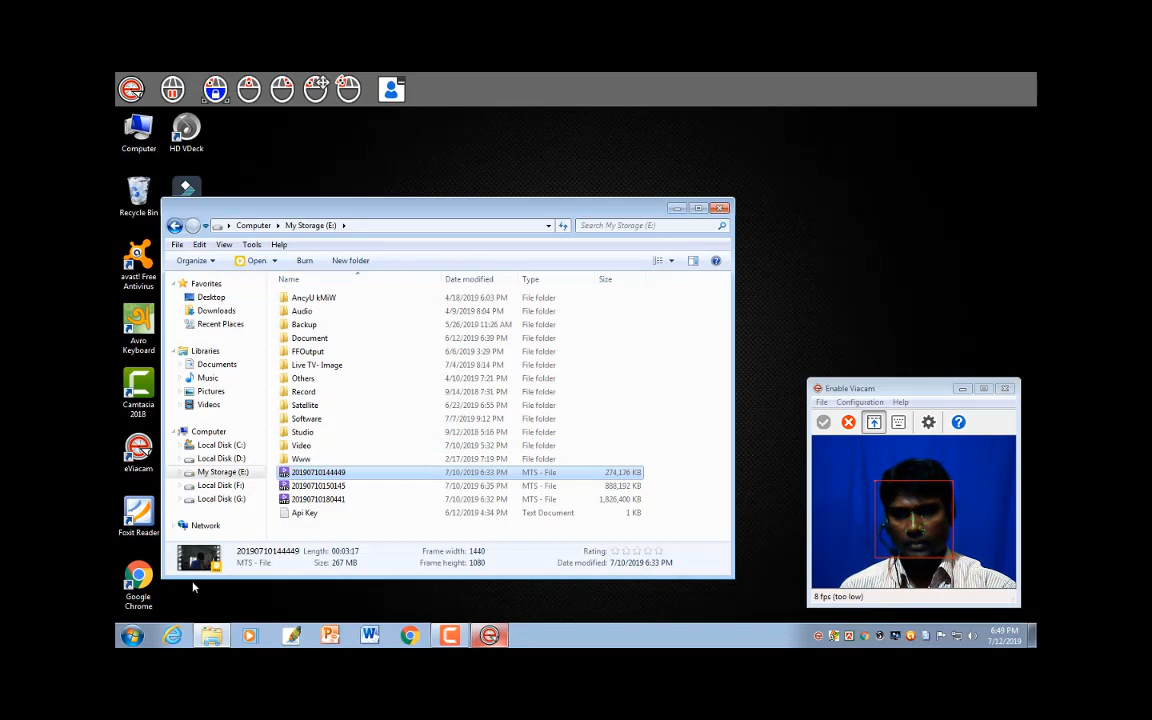 Computer
HD VDeck
Recycle Bin
avast! Free
Antivirus
Avro
Keyboard
Camtasia
2018
eViacam
Foxit Reader
Google
Chrome
Computer
My Storage (E:)
Search My Storage (E:)
File Edit View Tools Help
Organize Open Burn New folder
Favorites
Desktop
Downloads
Recent Places
Libraries
Documents
Music
Pictures
Videos
Computer
Local Disk (C:)
Local Disk (D:)
My Storage (E:)
Local Disk (F:)
Local Disk (G:)
Network
Name Date modified Type Size
AncyU kMiW 4/18/2019 6:03 PM File folder
Audio 4/9/2019 8:04 PM File folder
Backup 5/26/2019 11:26 AM File folder
Document 6/12/2019 6:39 PM File folder
FFOutput 6/6/2019 3:29 PM File folder
Live TV- Image 7/4/2019 8:14 PM File folder
Others 4/10/2019 7:21 PM File folder
Record 9/14/2018 7:31 PM File folder
Satellite 6/23/2019 6:55 PM File folder
Software 7/7/2019 9:12 PM File folder
Studio 9/12/2018 5:16 PM File folder
Video 7/10/2019 5:32 PM File folder
Www 2/17/2019 7:19 PM File folder
20190710144449 7/10/2019 6:33 PM MTS - File 274,176 KB
20190710150145 7/10/2019 6:35 PM MTS - File 888,192 KB
20190710180441 7/10/2019 6:32 PM MTS - File 1,826,400 KB
Api Key 6/12/2019 4:34 PM Text Document 1 KB
20190710144449 Length: 00:03:17 Frame width: 1440 Rating:
MTS - File Size: 267 MB Frame height: 1080 Date modified: 7/10/2019 6:33 PM
Enable Viacam
File Configuration Help
8 fps (too low)
6:49 PM
7/12/2019